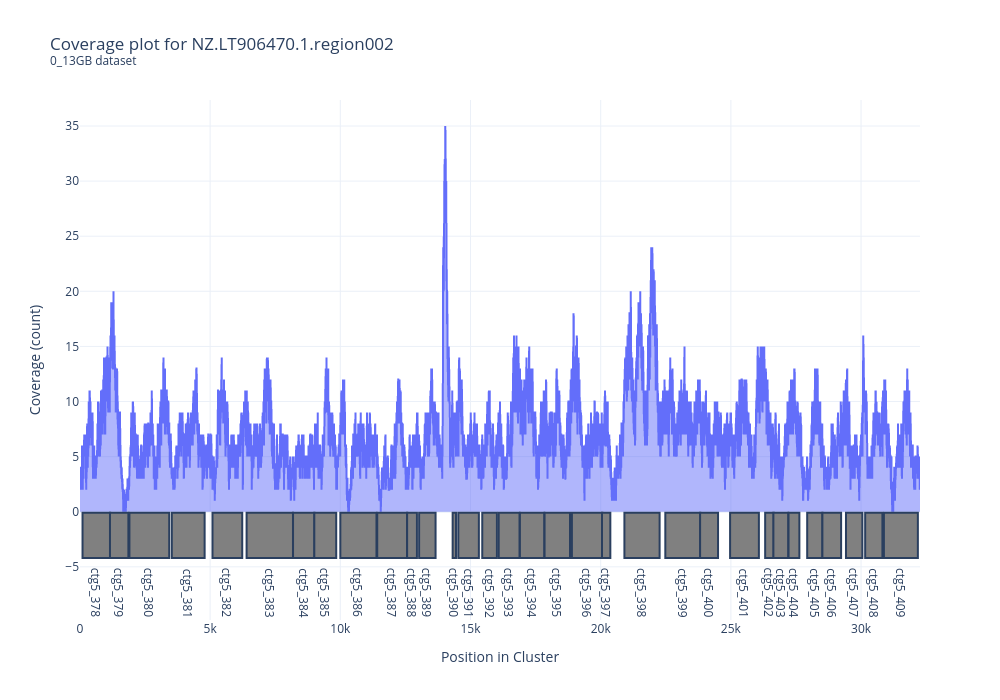 Coverage plot for NZ.LT906470.1.region002
0_13GB dataset
Coverage (count)
35
30
25
20
15
10
5
0
−5
ctg5_378
ctg5_379
ctg5_380
ctg5_381
ctg5_382
ctg5_383
ctg5_384
ctg5_385
ctg5_386
ctg5_387
ctg5_388
ctg5_389
ctg5_390
ctg5_391
ctg5_392
ctg5_393
ctg5_394
ctg5_395
ctg5_396
ctg5_397
ctg5_398
ctg5_399
ctg5_400
ctg5_401
ctg5_402
ctg5_403
ctg5_404
ctg5_405
ctg5_406
ctg5_407
ctg5_408
ctg5_409
0
5k
10k
15k
20k
25k
30k
Position in Cluster